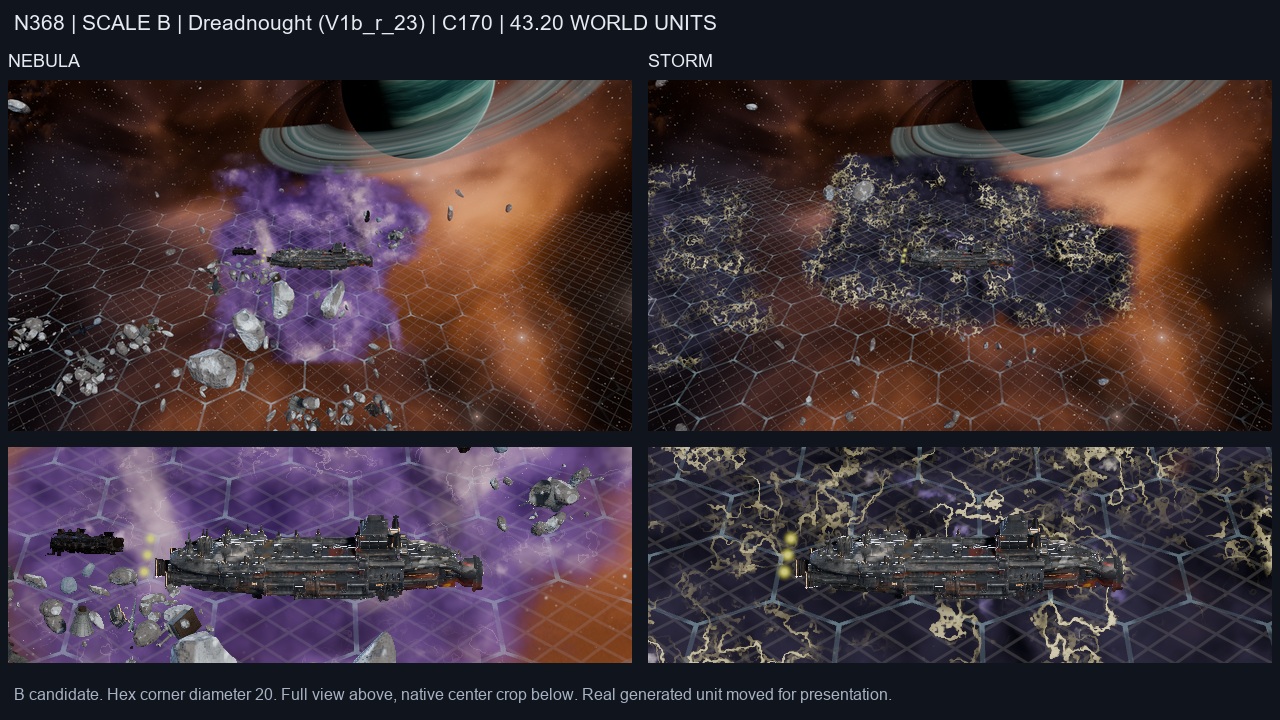 N368 | SCALE B | Dreadnought (V1b_r_23) | C170 | 43.20 WORLD UNITS
NEBULA
STORM
B candidate. Hex corner diameter 20. Full view above, native center crop below. Real generated unit moved for presentation.